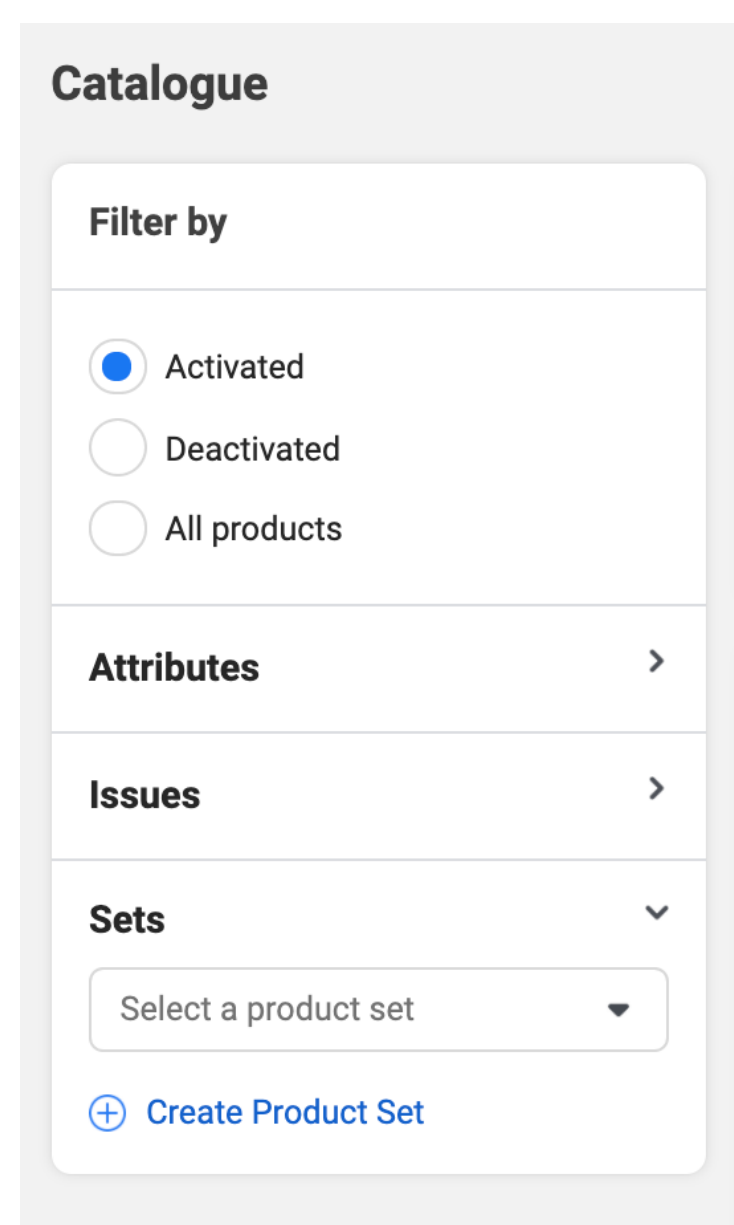 Catalogue
Filter by
Activated
Deactivated
All products
Attributes
Issues
Sets
Select a product set
Create Product Set